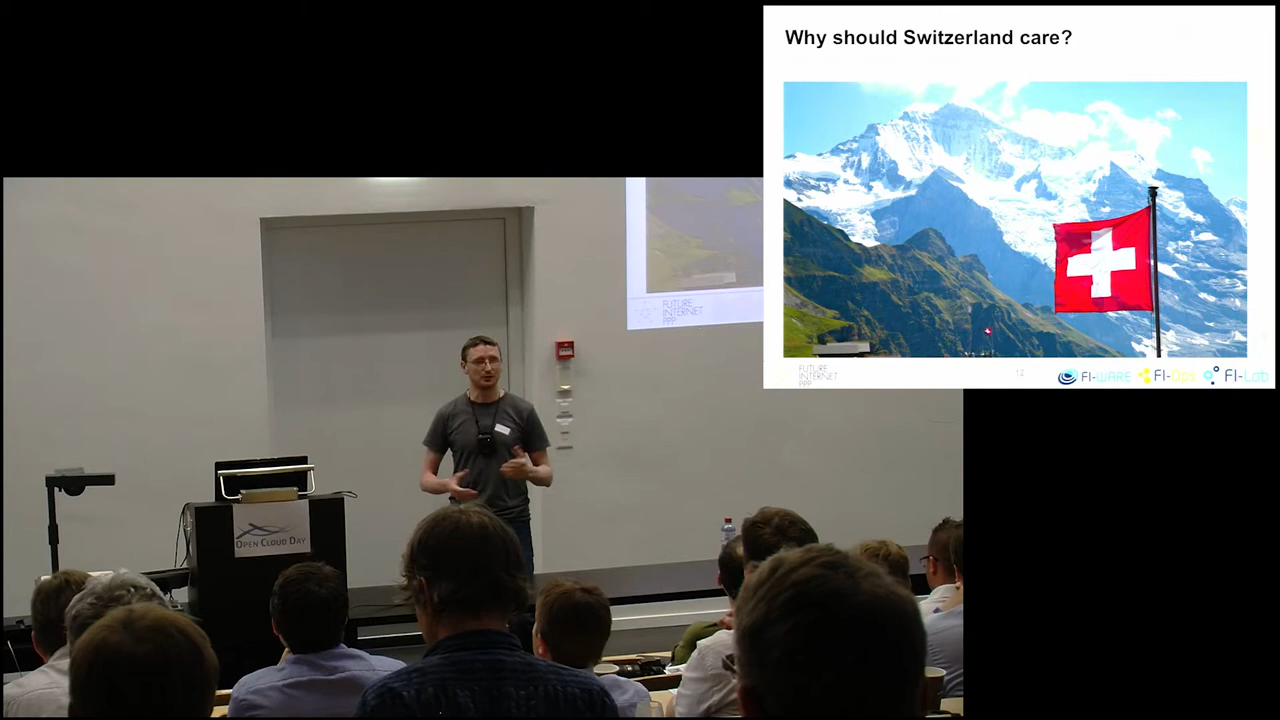 Why should Switzerland care?
FUTURE
INTERNET
PPP
12
FI-WARE FI-Ops FI-Lab
FUTURE
INTERNET
PPP
OPEN CLOUD DAY